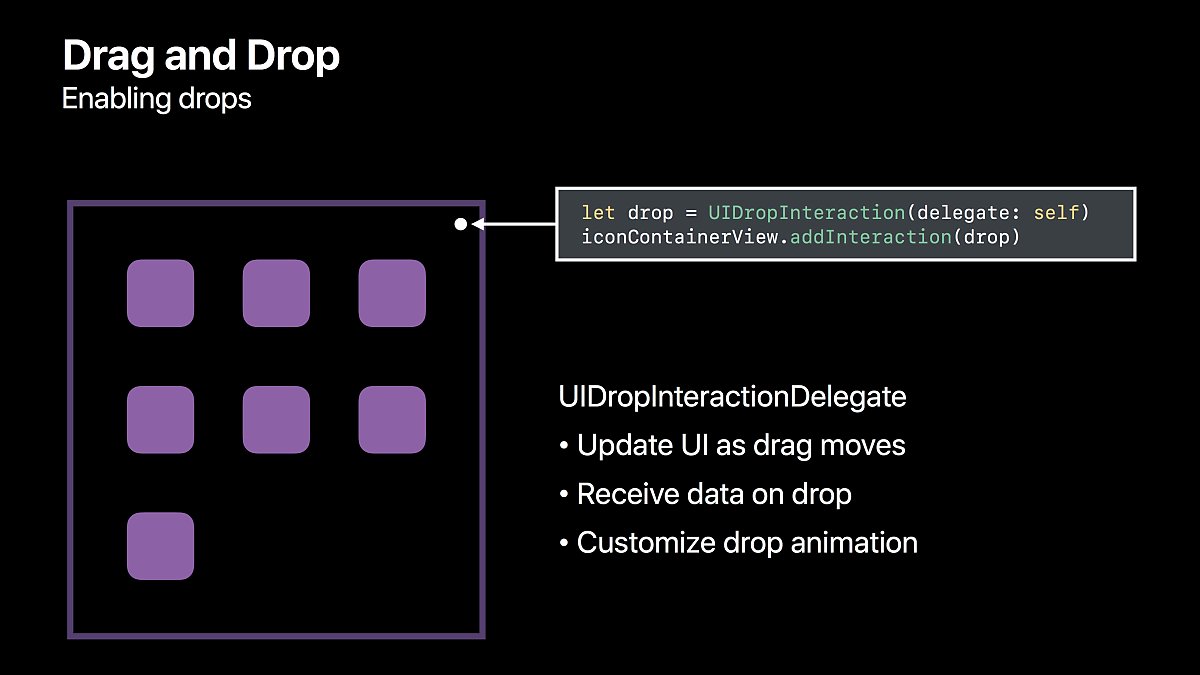 Drag and Drop
Enabling drops
let drop = UIDropInteraction(delegate: self)
iconContainerView.addInteraction(drop)
UIDropInteractionDelegate
• Update UI as drag moves
• Receive data on drop
• Customize drop animation